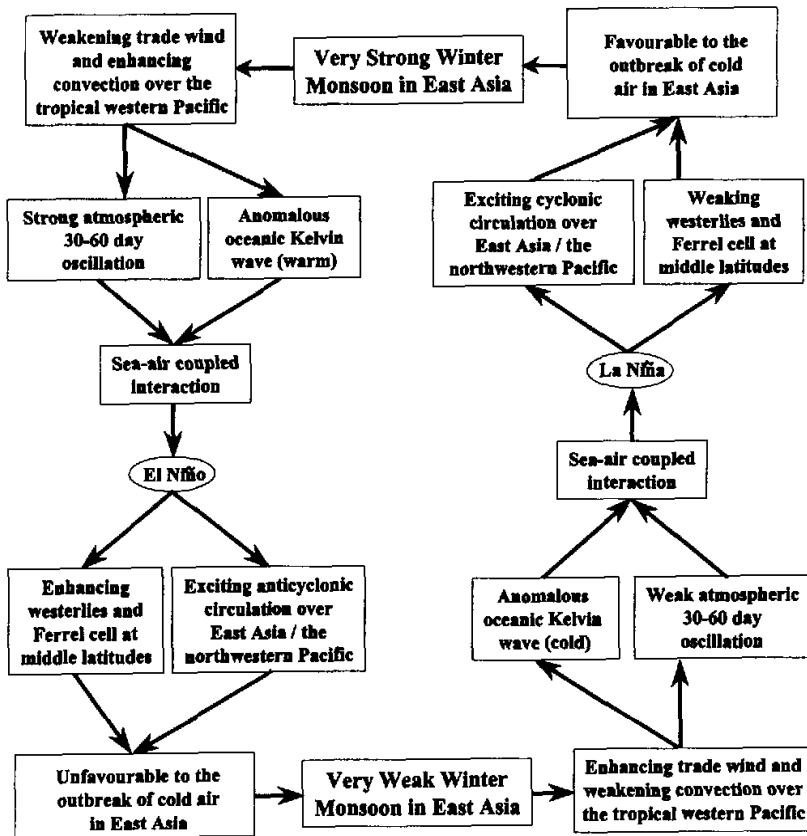 Weakening trade wind
and enhancing
convection over the
tropical western Pacific
Very Strong Winter
Monsoon in East Asia
Favourable to the
outbreak of cold
air in East Asia
Strong atmospheric
30-60 day
oscillation
Anomalous
oceanic Kelvin
wave (warm)
Exciting cyclonic
circulation over
East Asia / the
northwestern Pacific
Weaking
westerlies and
Ferrel cell at
middle latitudes
Sea-air coupled
interaction
La Niña
El Niño
Sea-air coupled
interaction
Enhancing
westerlies and
Ferrel cell at
middle latitudes
Exciting anticyclonic
circulation over
East Asia / the
northwestern Pacific
Anomalous
oceanic Kelvin
wave (cold)
Weak atmospheric
30-60 day
oscillation
Unfavourable to the
outbreak of cold air
in East Asia
Very Weak Winter
Monsoon in East Asia
Enhancing trade wind and
weakening convection over
the tropical western Pacific